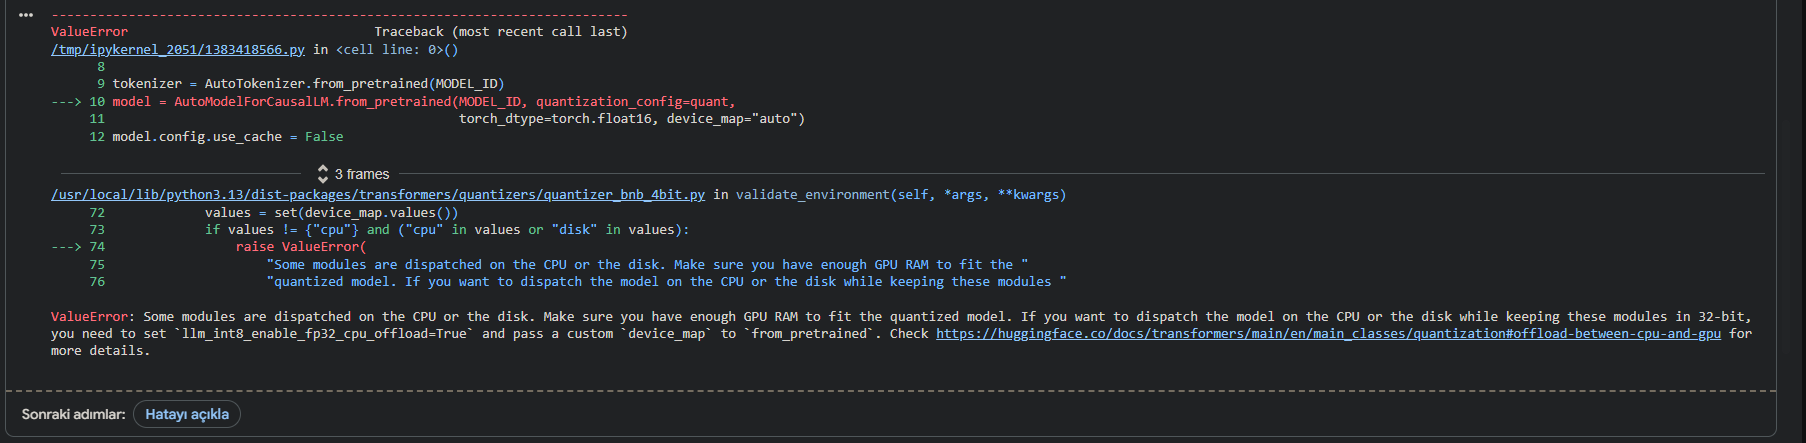 ---------------------------------------------------------------------------
ValueError                                Traceback (most recent call last)
/tmp/ipykernel_2051/1383418566.py in <cell line: 0>()
      8
      9 tokenizer = AutoTokenizer.from_pretrained(MODEL_ID)
---> 10 model = AutoModelForCausalLM.from_pretrained(MODEL_ID, quantization_config=quant,
     11                                              torch_dtype=torch.float16, device_map="auto")
     12 model.config.use_cache = False
3 frames
/usr/local/lib/python3.13/dist-packages/transformers/quantizers/quantizer_bnb_4bit.py in validate_environment(self, *args, **kwargs)
     72             values = set(device_map.values())
     73             if values != {"cpu"} and ("cpu" in values or "disk" in values):
---> 74                 raise ValueError(
     75                     "Some modules are dispatched on the CPU or the disk. Make sure you have enough GPU RAM to fit the "
     76                     "quantized model. If you want to dispatch the model on the CPU or the disk while keeping these modules "
ValueError: Some modules are dispatched on the CPU or the disk. Make sure you have enough GPU RAM to fit the quantized model. If you want to dispatch the model on the CPU or the disk while keeping these modules in 32-bit,
you need to set `llm_int8_enable_fp32_cpu_offload=True` and pass a custom `device_map` to `from_pretrained`. Check https://huggingface.co/docs/transformers/main/en/main_classes/quantization#offload-between-cpu-and-gpu for
more details.
Sonraki adımlar: Hatayı açıkla